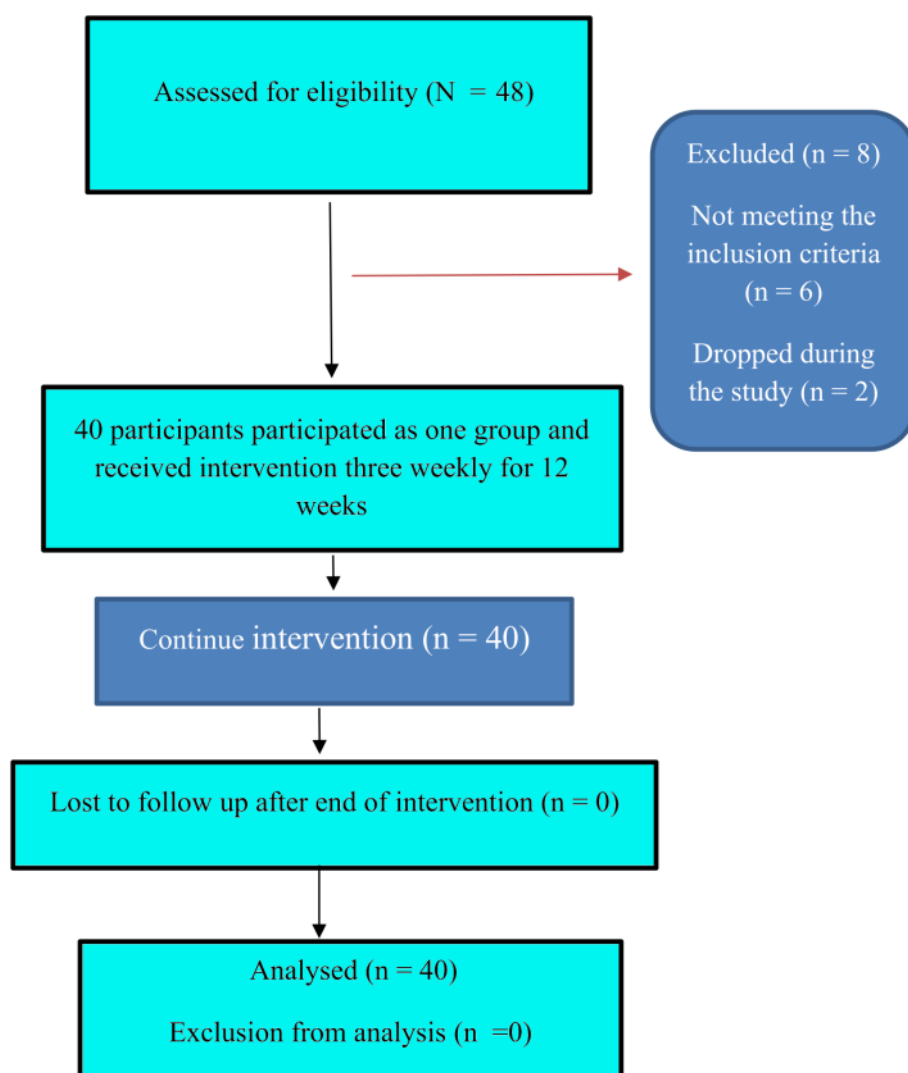 Assessed for eligibility (N = 48)
Excluded (n = 8)
Not meeting the
inclusion criteria
(n = 6)
Dropped during
the study (n = 2)
40 participants participated as one group and
received intervention three weekly for 12
weeks
Continue intervention (n = 40)
Lost to follow up after end of intervention (n = 0)
Analysed (n = 40)
Exclusion from analysis (n =0)